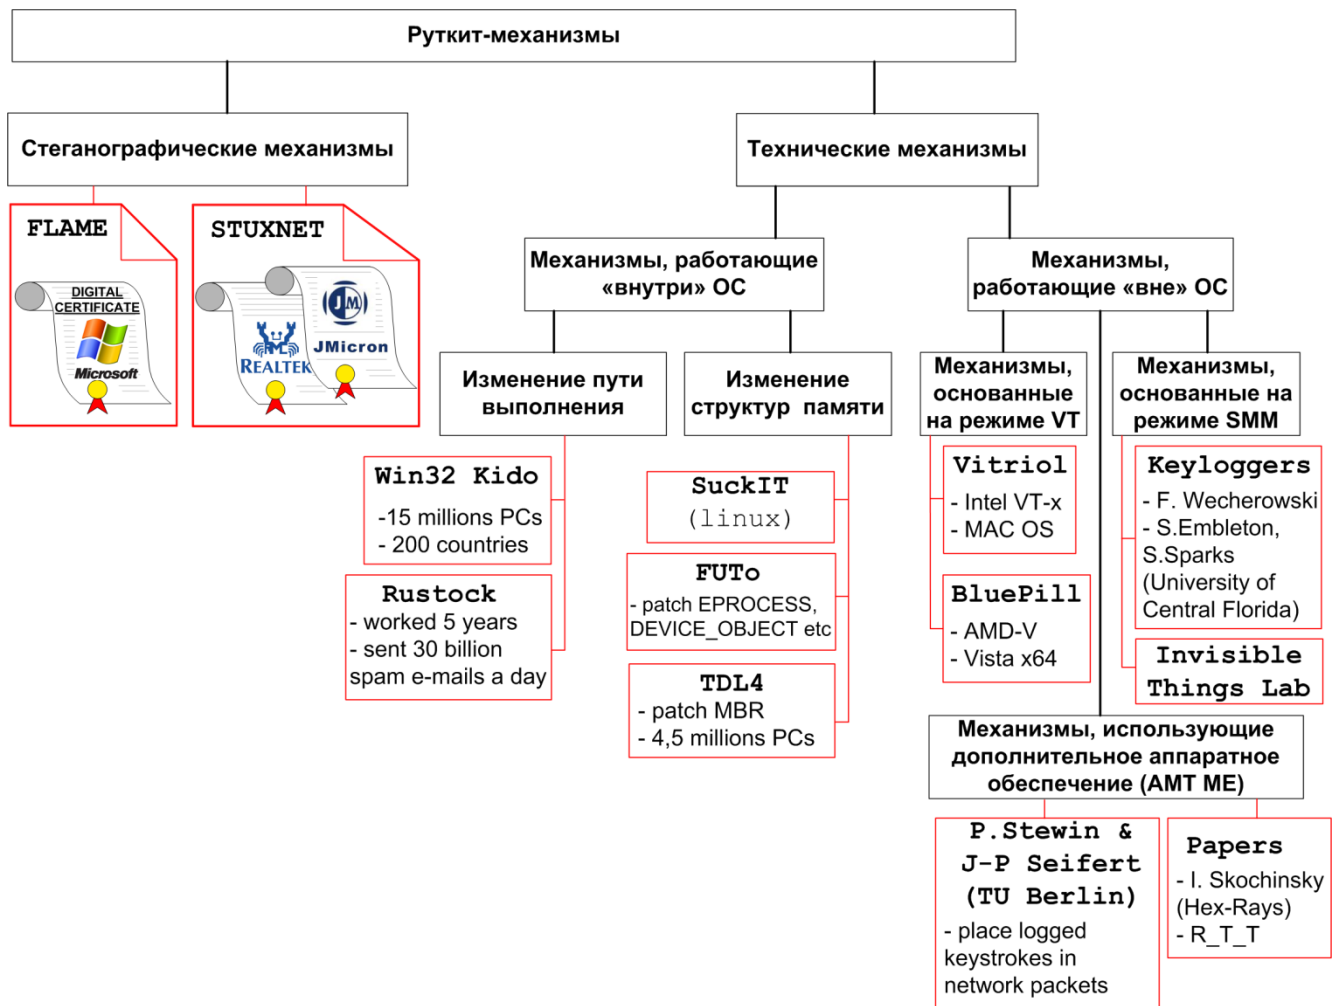 Руткит-механизмы
Стеганографические механизмы
Технические механизмы
FLAME
DIGITAL
CERTIFICATE
Microsoft
STUXNET
REALTEK
JM
JMicron
Механизмы, работающие
«внутри» ОС
Механизмы,
работающие «вне» ОС
Изменение пути
выполнения
Изменение
структур памяти
Механизмы,
основанные
на режиме VT
Механизмы,
основанные на
режиме SMM
Win32 Kido
-15 millions PCs
- 200 countries
Rustock
- worked 5 years
- sent 30 billion
spam e-mails a day
SuckIT
(linux)
FUTo
- patch EPROCESS,
DEVICE_OBJECT etc
TDL4
- patch MBR
- 4,5 millions PCs
Vitriol
- Intel VT-x
- MAC OS
BluePill
- AMD-V
- Vista x64
Keyloggers
- F. Wecherowski
- S.Embleton,
S.Sparks
(University of
Central Florida)
Invisible
Things Lab
Механизмы, использующие
дополнительное аппаратное
обеспечение (AMT ME)
P.Stewin &
J-P Seifert
(TU Berlin)
- place logged
keystrokes in
network packets
Papers
- I. Skochinsky
(Hex-Rays)
- R_T_T